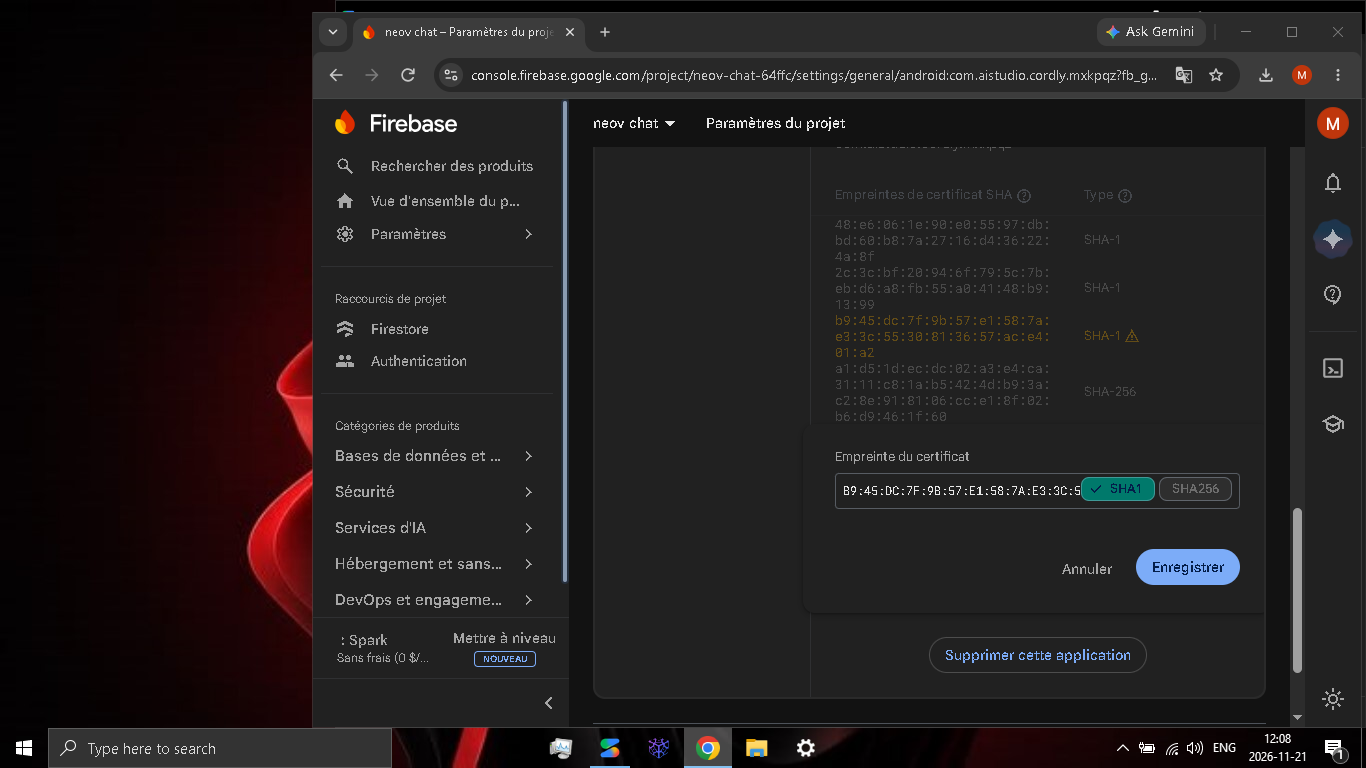 neov chat – Paramètres du proje
Ask Gemini
console.firebase.google.com/project/neov-chat-64ffc/settings/general/android:com.aistudio.cordly.mxkpqz?fb_g...
M
Firebase
neov chat
Paramètres du projet
M
Rechercher des produits
Vue d'ensemble du p...
Paramètres
Raccourcis de projet
Firestore
Authentication
Catégories de produits
Bases de données et ...
Sécurité
Services d'IA
Hébergement et sans...
DevOps et engageme...
: Spark
Sans frais (0 $/...
Mettre à niveau
NOUVEAU
Empreintes de certificat SHA
Type
48:e6:06:1e:90:e0:55:97:db:
bd:60:b8:7a:27:16:d4:36:22:
4a:8f
SHA-1
2c:3c:bf:20:94:6f:79:5c:7b:
eb:d6:a8:fb:55:a0:41:48:b9:
13:99
SHA-1
b9:45:dc:7f:9b:57:e1:58:7a:
e3:3c:55:30:81:36:57:ac:e4:
01:a2
SHA-1
a1:d5:1d:ec:dc:02:a3:e4:ca:
31:11:c8:1a:b5:42:4d:b9:3a:
c2:8e:91:81:06:cc:e1:8f:02:
b6:d9:46:1f:60
SHA-256
Empreinte du certificat
B9:45:DC:7F:9B:57:E1:58:7A:E3:3C:5
SHA1
SHA256
Annuler
Enregistrer
Supprimer cette application
Type here to search
ENG
12:08
2026-11-21
1